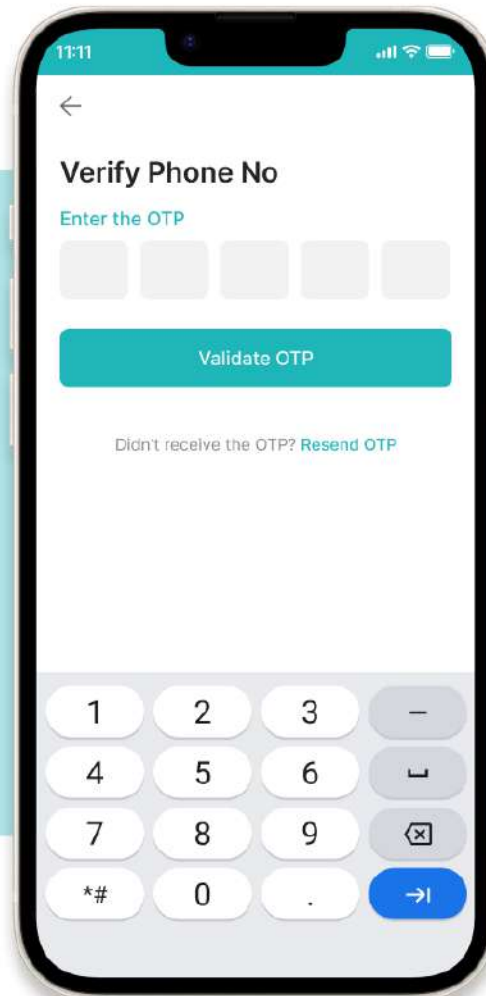 11:11
Verify Phone No
Enter the OTP
Validate OTP
Didn't receive the OTP? Resend OTP
1 2 3 –
4 5 6
7 8 9
*# 0 .